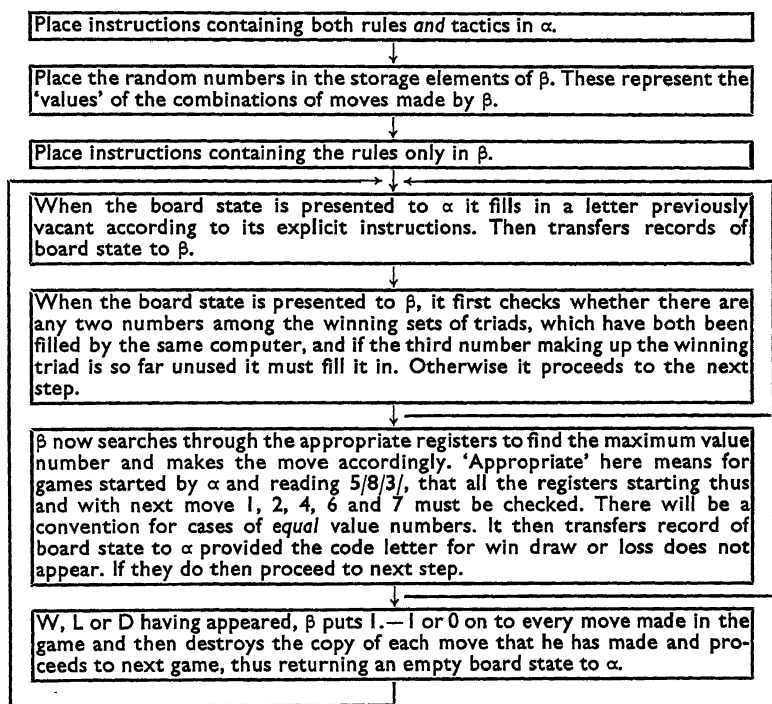 Place instructions containing both rules and tactics in α.
Place the random numbers in the storage elements of β. These represent the
‘values’ of the combinations of moves made by β.
Place instructions containing the rules only in β.
When the board state is presented to α it fills in a letter previously
vacant according to its explicit instructions. Then transfers records of
board state to β.
When the board state is presented to β, it first checks whether there are
any two numbers among the winning sets of triads, which have both been
filled by the same computer, and if the third number making up the winning
triad is so far unused it must fill it in. Otherwise it proceeds to the next
step.
β now searches through the appropriate registers to find the maximum value
number and makes the move accordingly. ‘Appropriate’ here means for
games started by α and reading 5/8/3/, that all the registers starting thus
and with next move 1, 2, 4, 6 and 7 must be checked. There will be a
convention for cases of equal value numbers. It then transfers record of
board state to α provided the code letter for win draw or loss does not
appear. If they do then proceed to next step.
W, L or D having appeared, β puts 1.—1 or 0 on to every move made in the
game and then destroys the copy of each move that he has made and pro-
ceeds to next game, thus returning an empty board state to α.